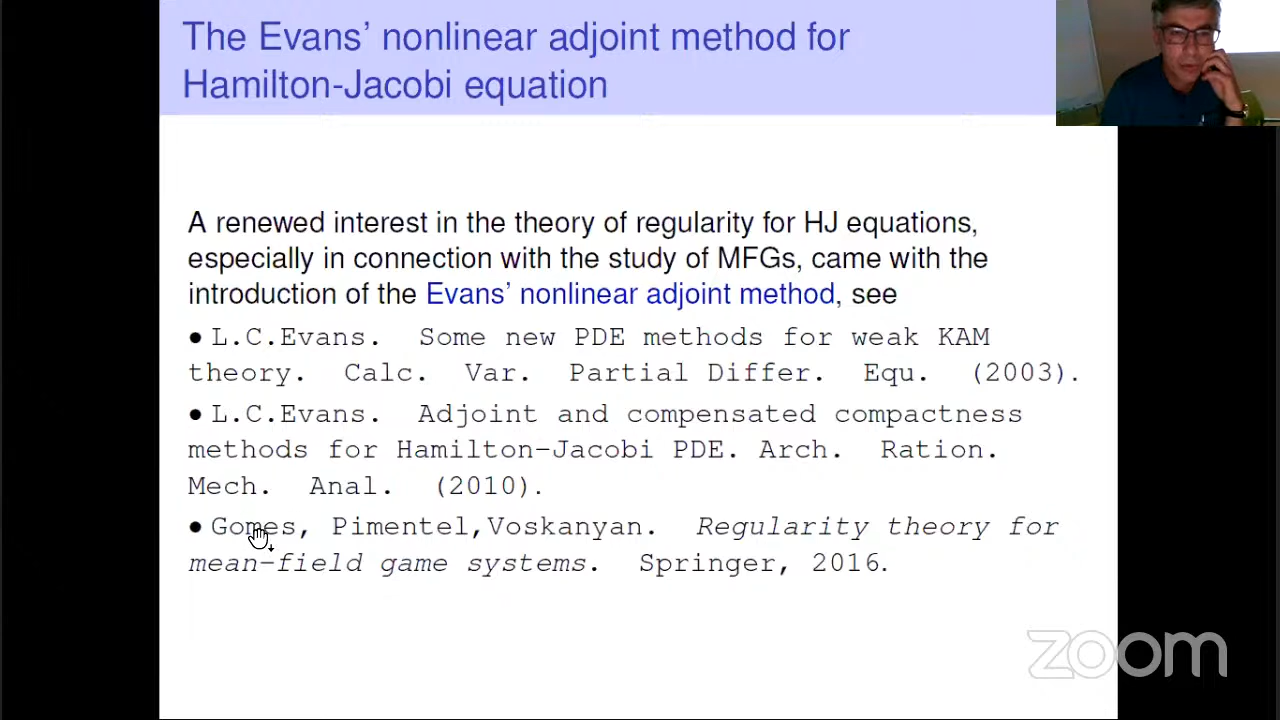 The Evans’ nonlinear adjoint method for
Hamilton-Jacobi equation
A renewed interest in the theory of regularity for HJ equations,
especially in connection with the study of MFGs, came with the
introduction of the Evans’ nonlinear adjoint method, see
● L.C.Evans. Some new PDE methods for weak KAM
theory. Calc. Var. Partial Differ. Equ. (2003).
● L.C.Evans. Adjoint and compensated compactness
methods for Hamilton-Jacobi PDE. Arch. Ration.
Mech. Anal. (2010).
● Gomes, Pimentel,Voskanyan. Regularity theory for
mean-field game systems. Springer, 2016.
zoom